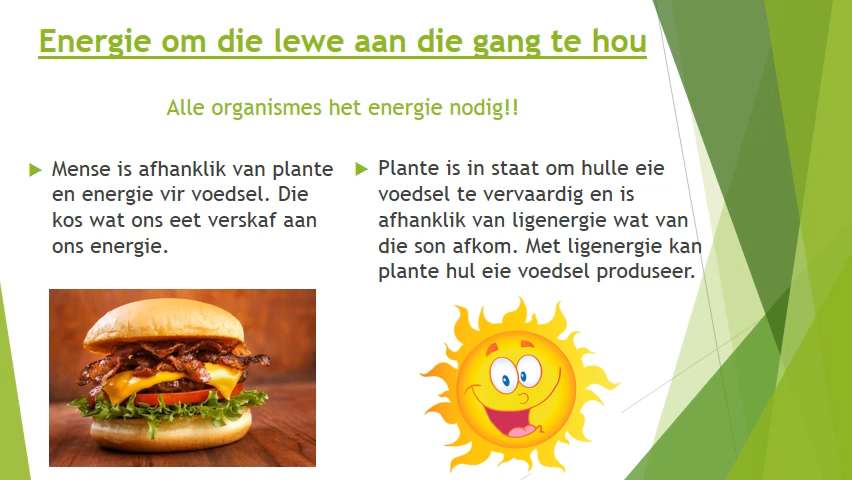 Energie om die lewe aan die gang te hou
Alle organismes het energie nodig!!
Mense is afhanklik van plante
en energie vir voedsel. Die
kos wat ons eet verskaf aan
ons energie.
Plante is in staat om hulle eie
voedsel te vervaardig en is
afhanklik van ligenergie wat van
die son afkom. Met ligenergie kan
plante hul eie voedsel produseer.